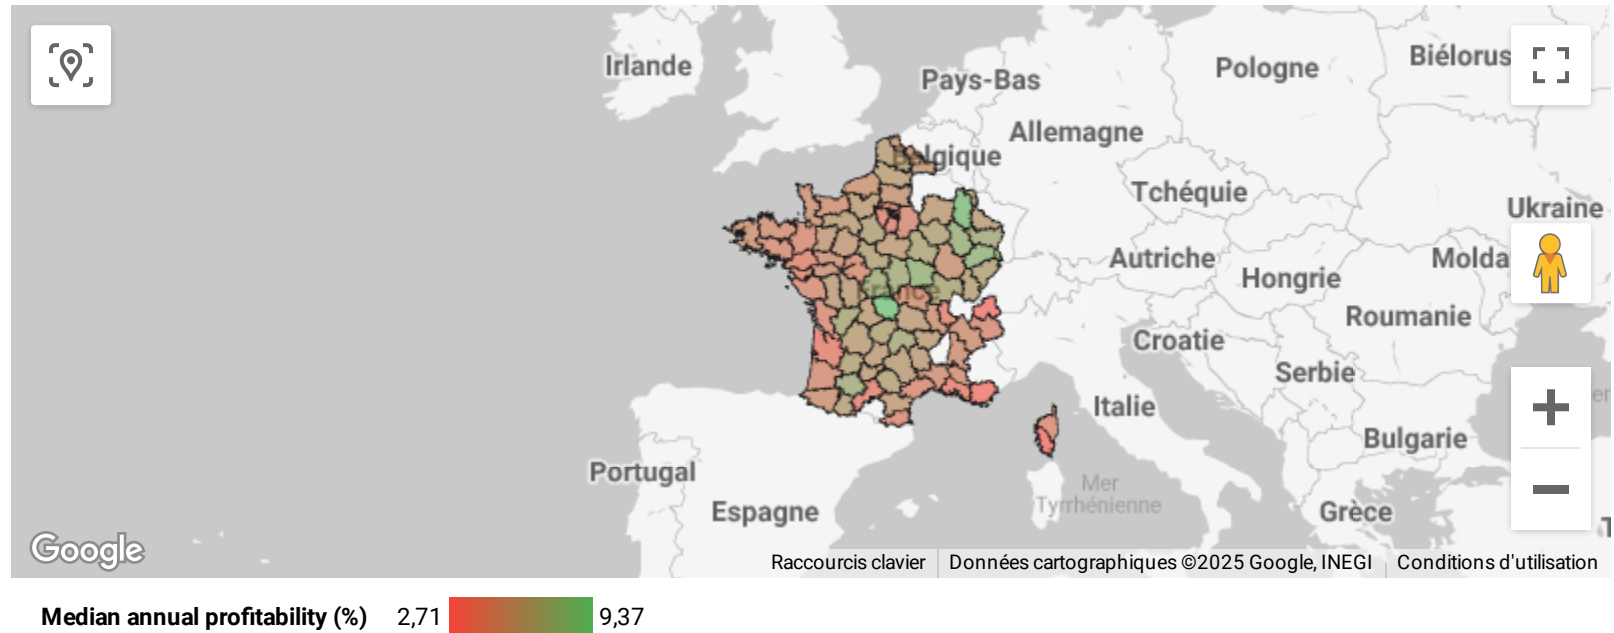 Irlande
Pays-Bas
Pologne
Biélorus
Allemagne
Belgique
Tchéquie
Ukraine
Autriche
Molda
Hongrie
France
Roumanie
Croatie
Serbie
Italie
Bulgarie
Portugal
Mer
Tyrrhénienne
Espagne
Grèce
Google
Raccourcis clavier
Données cartographiques ©2025 Google, INEGI
Conditions d'utilisation
Median annual profitability (%) 2,71 9,37